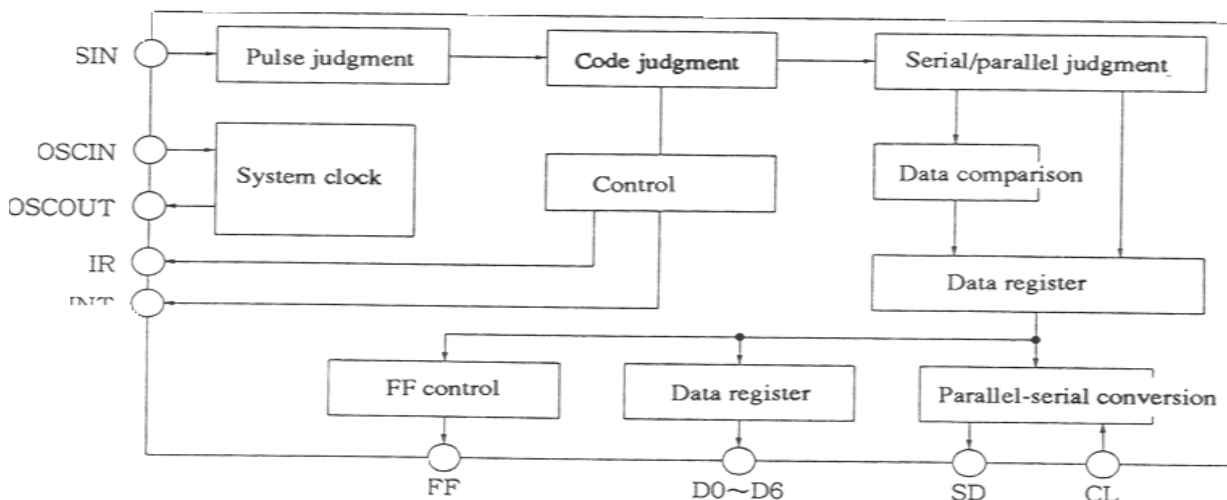 SIN
Pulse judgment
Code judgment
Serial/parallel judgment
OSCIN
System clock
Control
Data comparison
OSCOUT
IR
Data register
INT
FF control
Data register
Parallel-serial conversion
FF
D0~D6
SD
CL